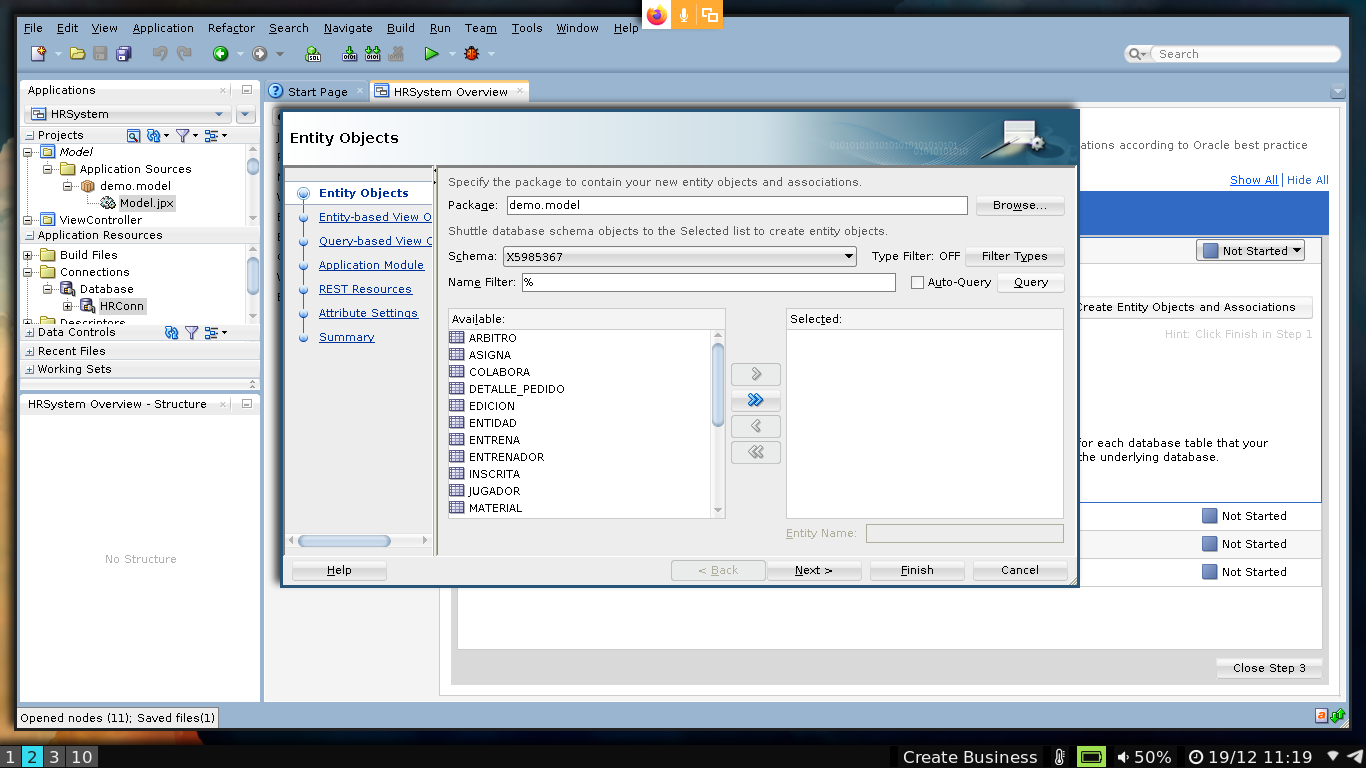 File Edit View Application Refactor Search Navigate Build Run Team Tools Window Help
Search
Applications
Start Page
HRSystem Overview
HRSystem
Projects
Model
Application Sources
demo.model
Model.jpx
ViewController
Application Resources
Build Files
Connections
Database
HRConn
Descriptors
Data Controls
Recent Files
Working Sets
HRSystem Overview - Structure
No Structure
Entity Objects
Entity Objects
Entity-based View O
Query-based View
Application Module
REST Resources
Attribute Settings
Summary
Specify the package to contain your new entity objects and associations.
Package: demo.model Browse...
Shuttle database schema objects to the Selected list to create entity objects.
Schema: X5985367 Type Filter: OFF Filter Types
Name Filter: % Auto-Query Query
Available:
ARBITRO
ASIGNA
COLABORA
DETALLE_PEDIDO
EDICION
ENTIDAD
ENTRENA
ENTRENADOR
INSCRITA
JUGADOR
MATERIAL
Selected:
Entity Name:
Help < Back Next > Finish Cancel
ations according to Oracle best practice
Show All | Hide All
Not Started
Create Entity Objects and Associations
Hint: Click Finish in Step 1
for each database table that your
the underlying database.
Not Started
Not Started
Not Started
Close Step 3
Opened nodes (11); Saved files(1)
1 2 3 10 Create Business 50% 19/12 11:19